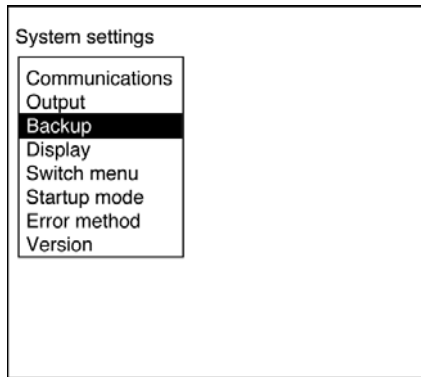 System settings
Communications
Output
Backup
Display
Switch menu
Startup mode
Error method
Version